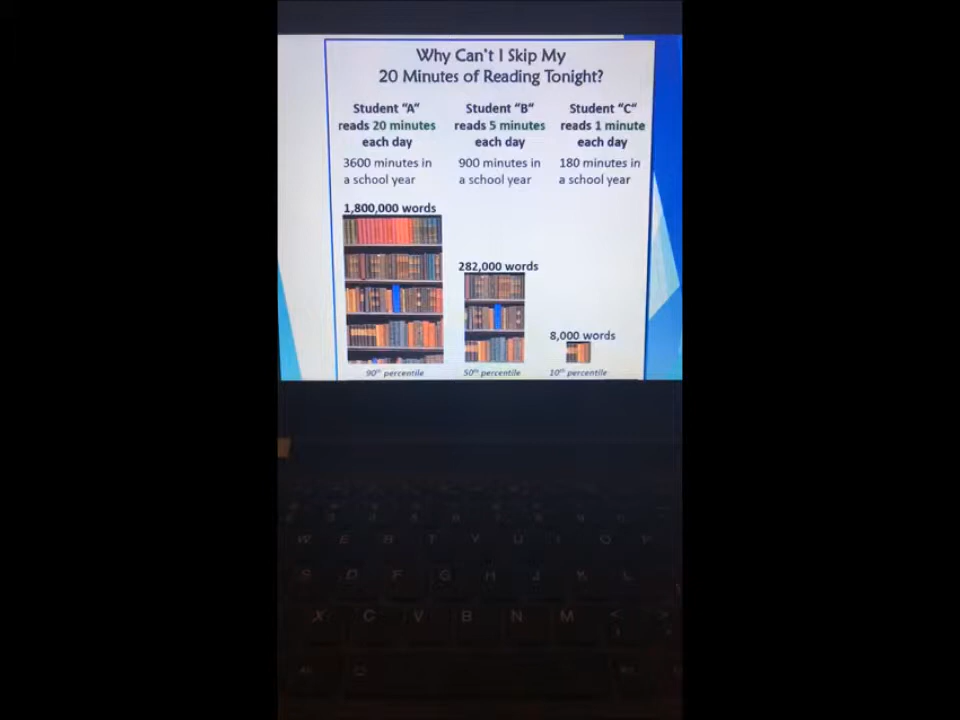 Why Can't I Skip My
20 Minutes of Reading Tonight?
Student "A"
reads 20 minutes
each day
3600 minutes in
a school year
1,800,000 words
90th percentile
Student "B"
reads 5 minutes
each day
900 minutes in
a school year
282,000 words
50th percentile
Student "C"
reads 1 minute
each day
180 minutes in
a school year
8,000 words
10th percentile
W E R T Y U I O P
S D F G H J K L
X C V B N M <